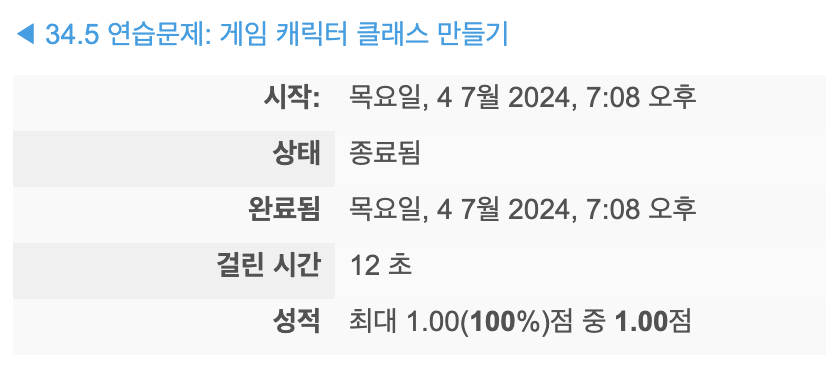 ◀ 34.5 연습문제: 게임 캐릭터 클래스 만들기
시작: 목요일, 4 7월 2024, 7:08 오후
상태 종료됨
완료됨 목요일, 4 7월 2024, 7:08 오후
걸린 시간 12 초
성적 최대 1.00(100%)점 중 1.00점